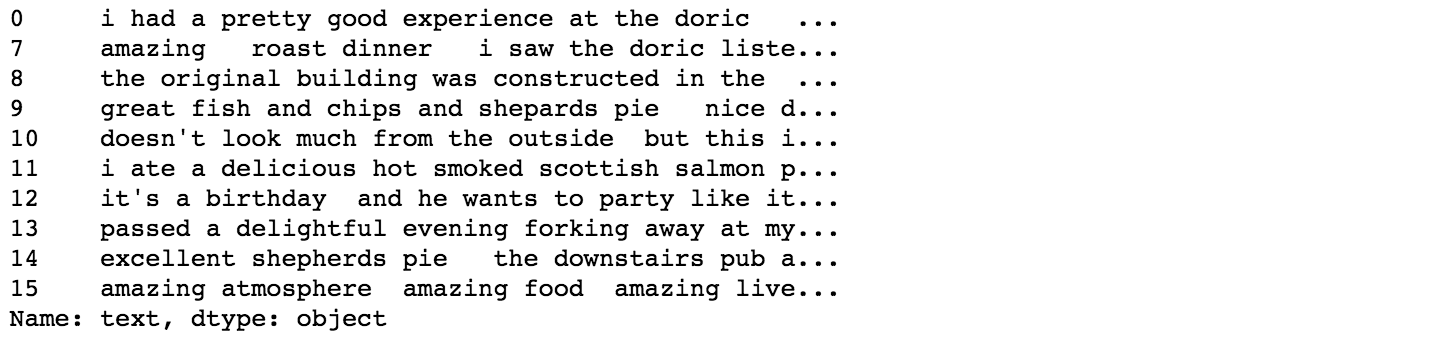 0     i had a pretty good experience at the doric   ...
7     amazing   roast dinner   i saw the doric liste...
8     the original building was constructed in the  ...
9     great fish and chips and shepards pie   nice d...
10    doesn't look much from the outside  but this i...
11    i ate a delicious hot smoked scottish salmon p...
12    it's a birthday  and he wants to party like it...
13    passed a delightful evening forking away at my...
14    excellent shepherds pie   the downstairs pub a...
15    amazing atmosphere  amazing food  amazing live...
Name: text, dtype: object